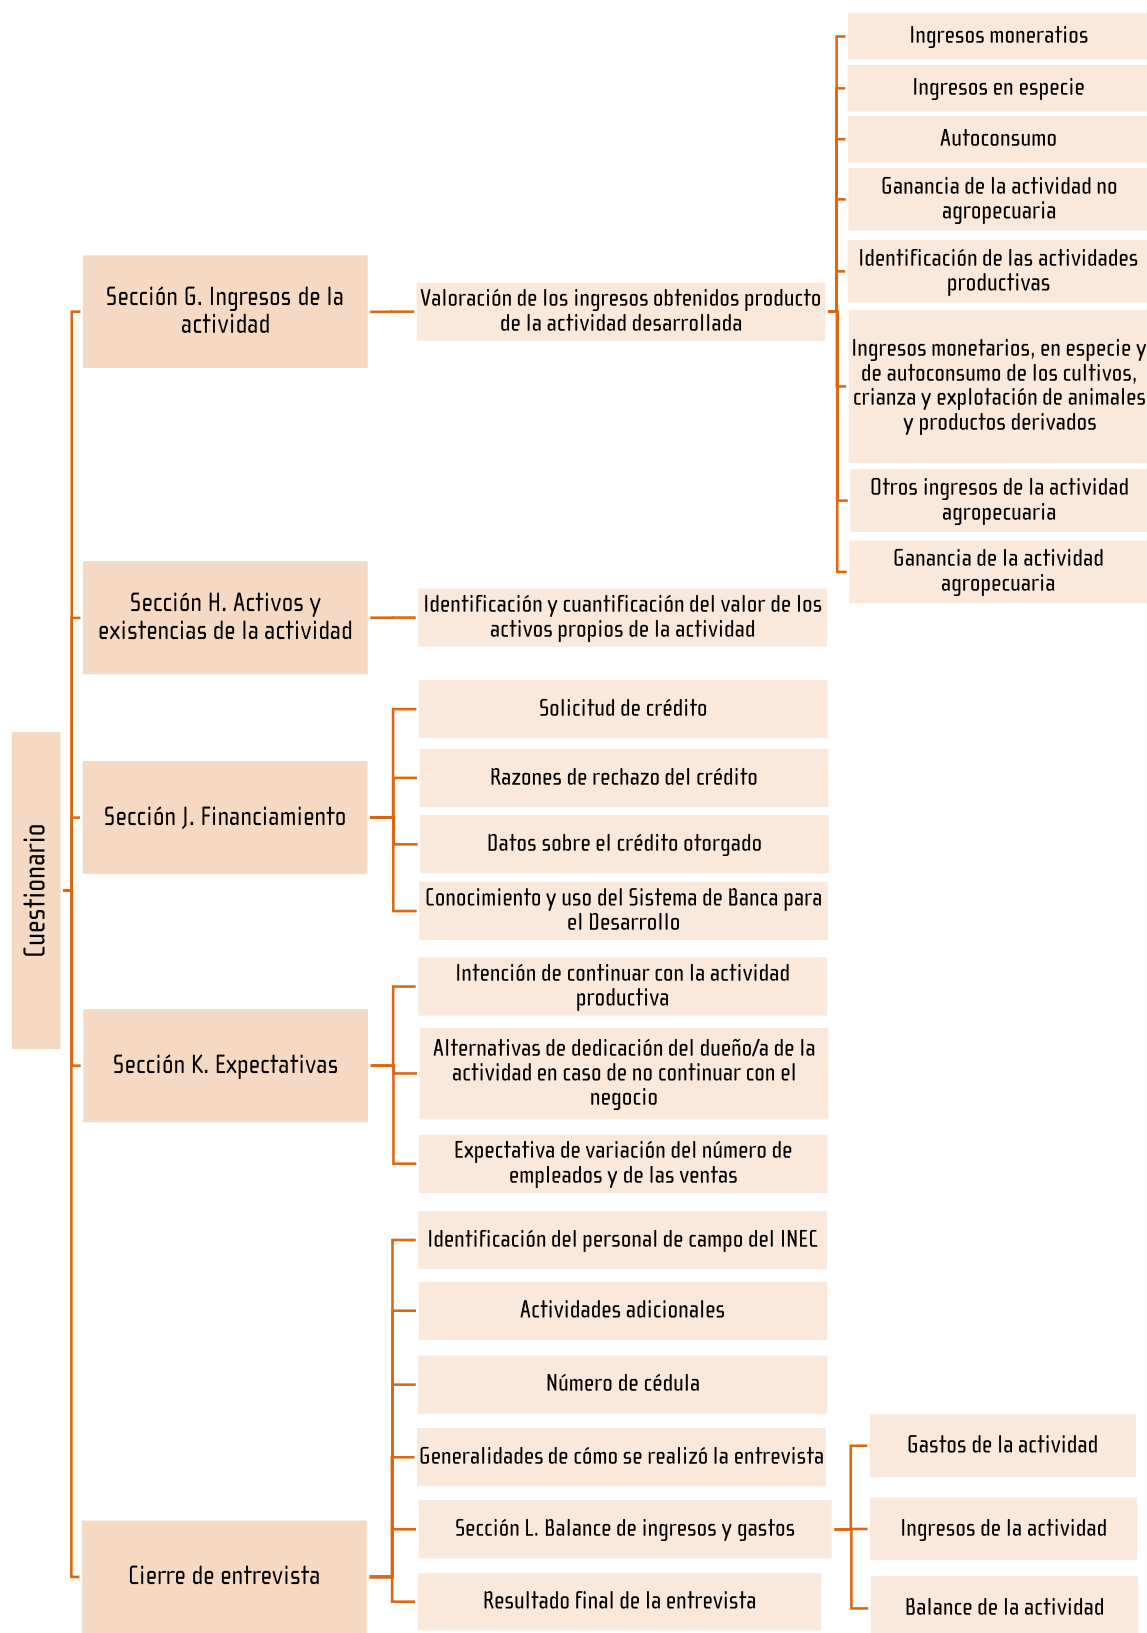 Cuestionario
Sección G. Ingresos de la
actividad
Valoración de los ingresos obtenidos producto
de la actividad desarrollada
Ingresos moneratios
Ingresos en especie
Autoconsumo
Ganancia de la actividad no
agropecuaria
Identificación de las actividades
productivas
Ingresos monetarios, en especie y
de autoconsumo de los cultivos,
crianza y explotación de animales
y productos derivados
Otros ingresos de la actividad
agropecuaria
Ganancia de la actividad
agropecuaria
Sección H. Activos y
existencias de la actividad
Identificación y cuantificación del valor de los
activos propios de la actividad
Sección J. Financiamiento
Solicitud de crédito
Razones de rechazo del crédito
Datos sobre el crédito otorgado
Conocimiento y uso del Sistema de Banca para
el Desarrollo
Sección K. Expectativas
Intención de continuar con la actividad
productiva
Alternativas de dedicación del dueño/a de la
actividad en caso de no continuar con el
negocio
Expectativa de variación del número de
empleados y de las ventas
Cierre de entrevista
Identificación del personal de campo del INEC
Actividades adicionales
Número de cédula
Generalidades de cómo se realizó la entrevista
Sección L. Balance de ingresos y gastos
Gastos de la actividad
Ingresos de la actividad
Balance de la actividad
Resultado final de la entrevista